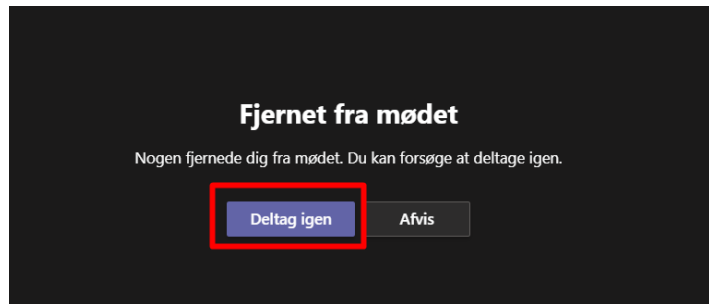 Fjernet fra mødet
Nogen fjernede dig fra mødet. Du kan forsøge at deltage igen.
Deltag igen
Afvis